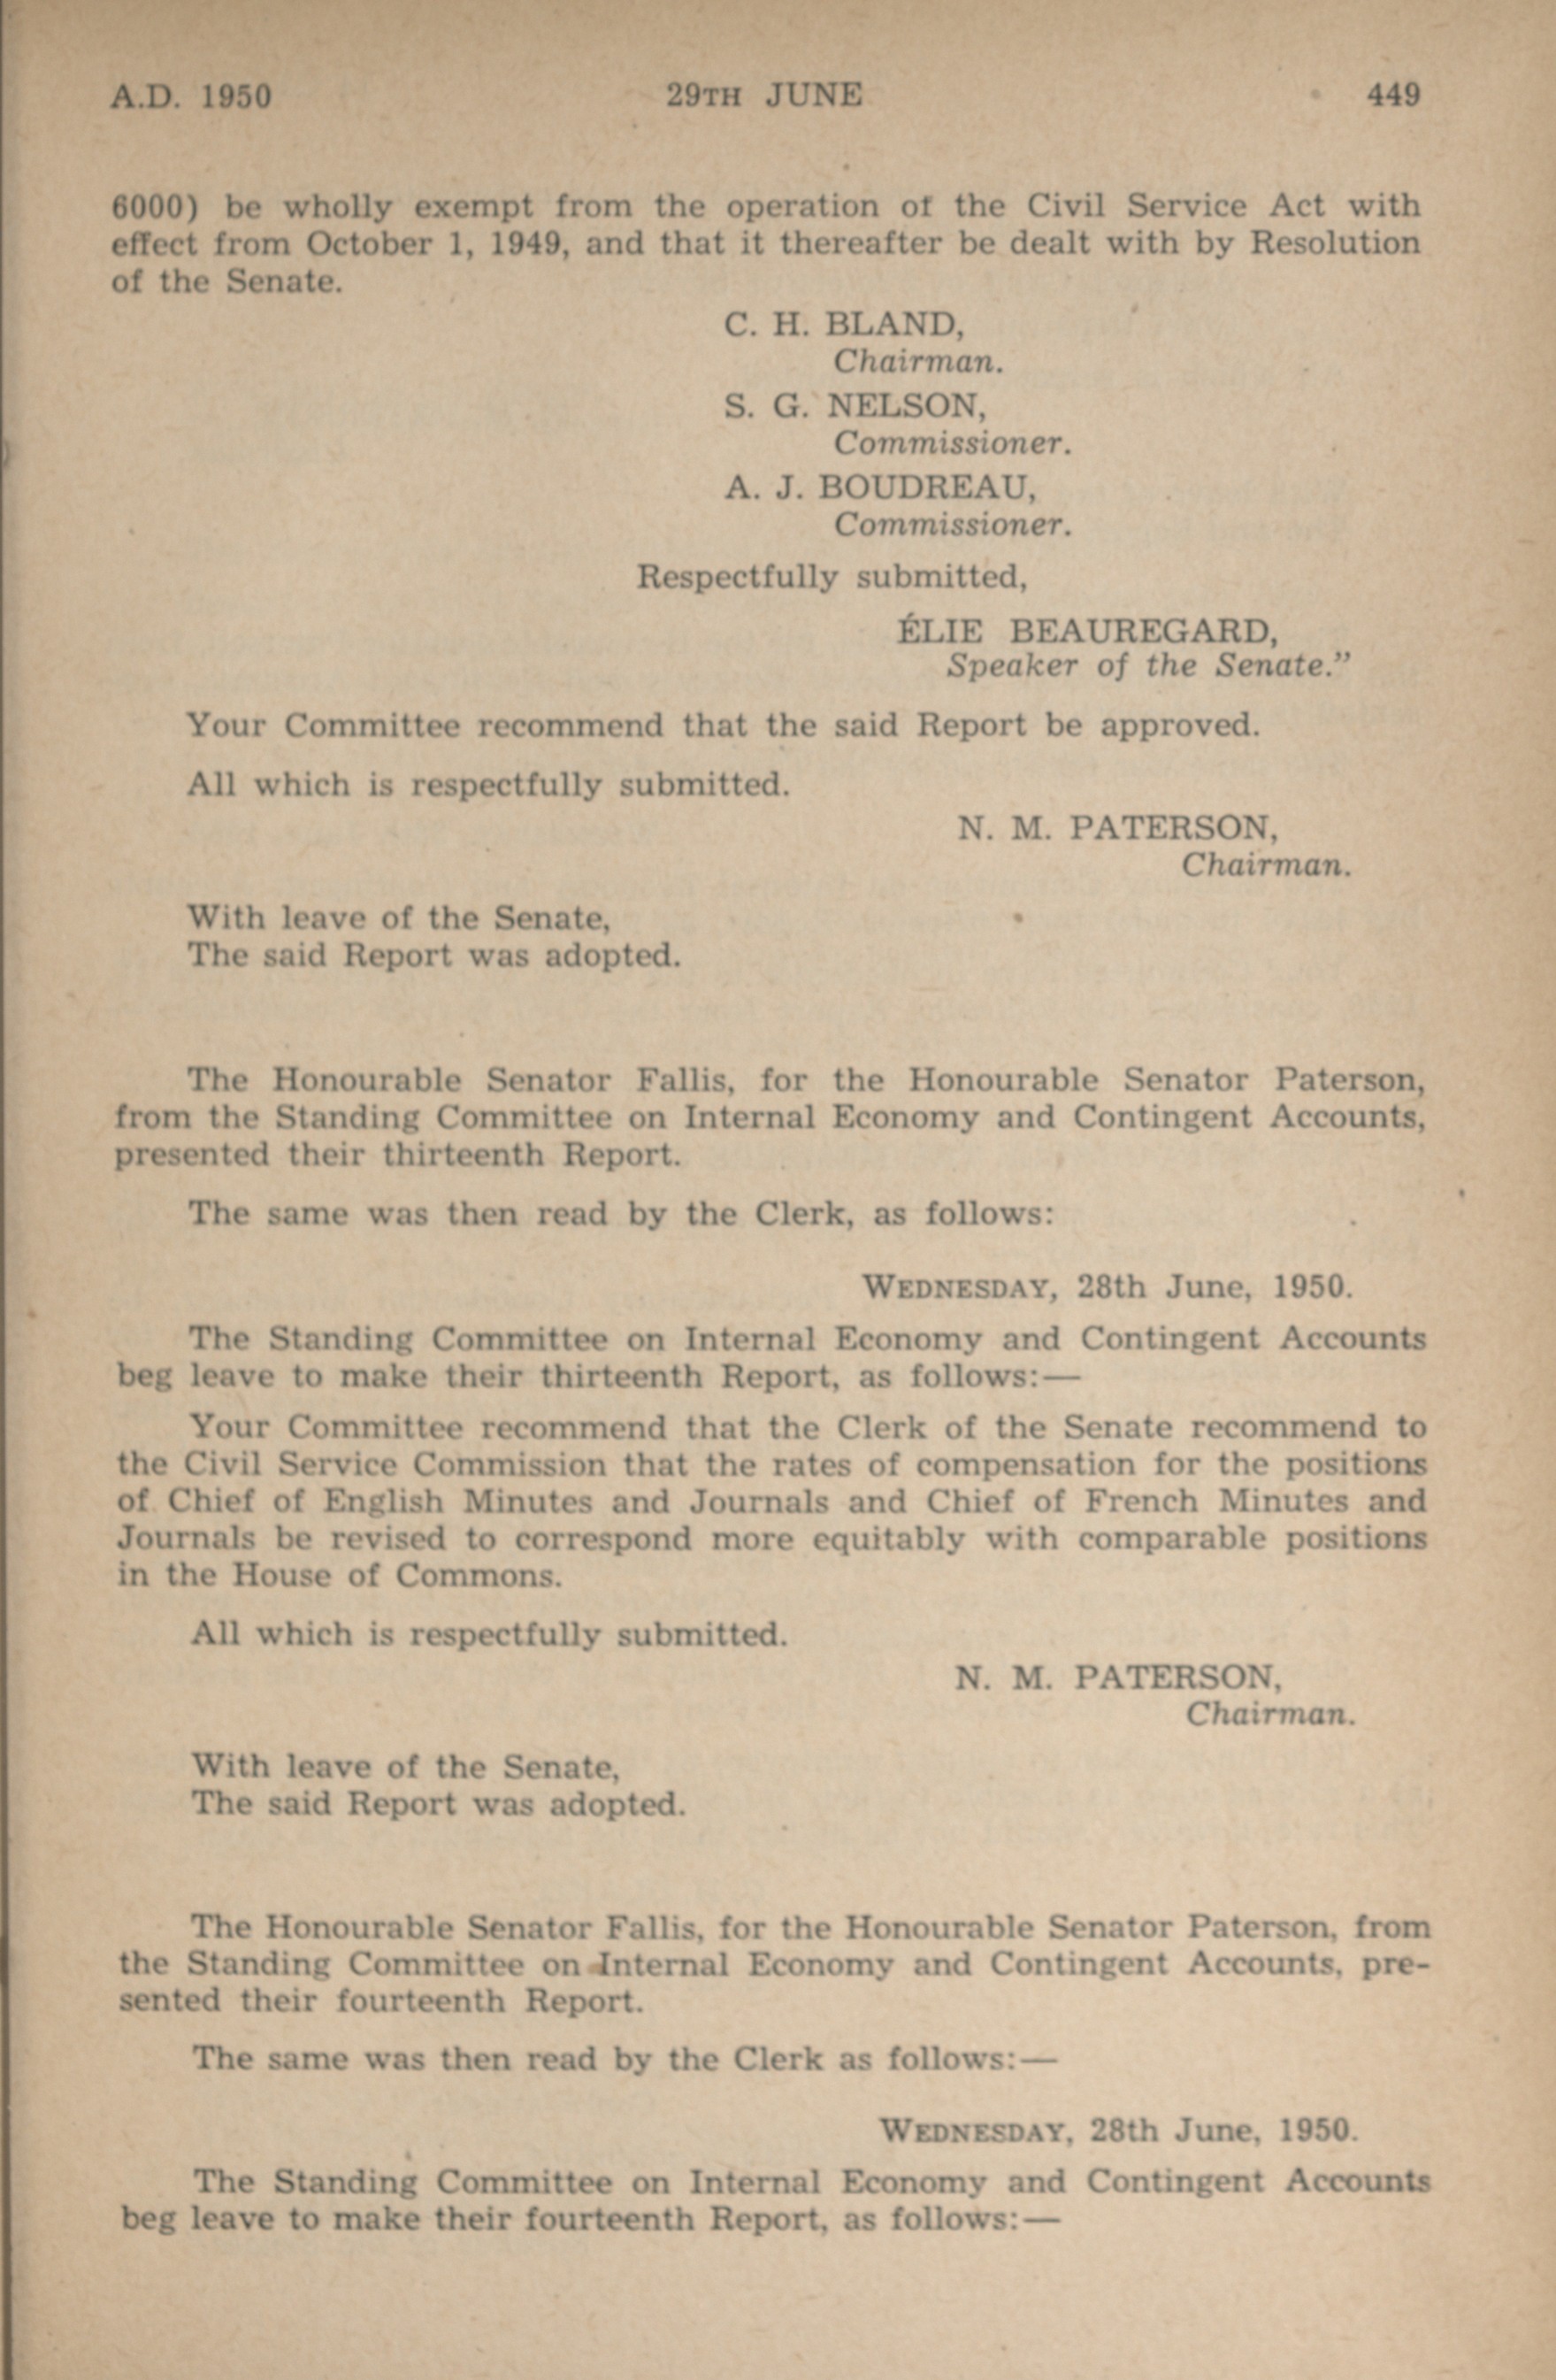 A.D. 1950 29TH JUNE 449
6000) be wholly exempt from the operation of the Civil Service Act with
effect from October 1, 1949, and that it thereafter be dealt with by Resolution
of the Senate.
C. H. BLAND,
Chairman.
S. G. NELSON,
Commissioner.
A. J. BOUDREAU,
Commissioner.
Respectfully submitted,
ÉLIE BEAUREGARD,
Speaker of the Senate.”
Your Committee recommend that the said Report be approved.
All which is respectfully submitted.
N. M. PATERSON,
Chairman.
With leave of the Senate,
The said Report was adopted.
The Honourable Senator Fallis, for the Honourable Senator Paterson,
from the Standing Committee on Internal Economy and Contingent Accounts,
presented their thirteenth Report.
The same was then read by the Clerk, as follows:
WEDNESDAY, 28th June, 1950.
The Standing Committee on Internal Economy and Contingent Accounts
beg leave to make their thirteenth Report, as follows:—
Your Committee recommend that the Clerk of the Senate recommend to
the Civil Service Commission that the rates of compensation for the positions
of Chief of English Minutes and Journals and Chief of French Minutes and
Journals be revised to correspond more equitably with comparable positions
in the House of Commons.
All which is respectfully submitted.
N. M. PATERSON,
Chairman.
With leave of the Senate,
The said Report was adopted.
The Honourable Senator Fallis, for the Honourable Senator Paterson, from
the Standing Committee on Internal Economy and Contingent Accounts, pre-
sented their fourteenth Report.
The same was then read by the Clerk as follows:—
WEDNESDAY, 28th June, 1950.
The Standing Committee on Internal Economy and Contingent Accounts
beg leave to make their fourteenth Report, as follows:—